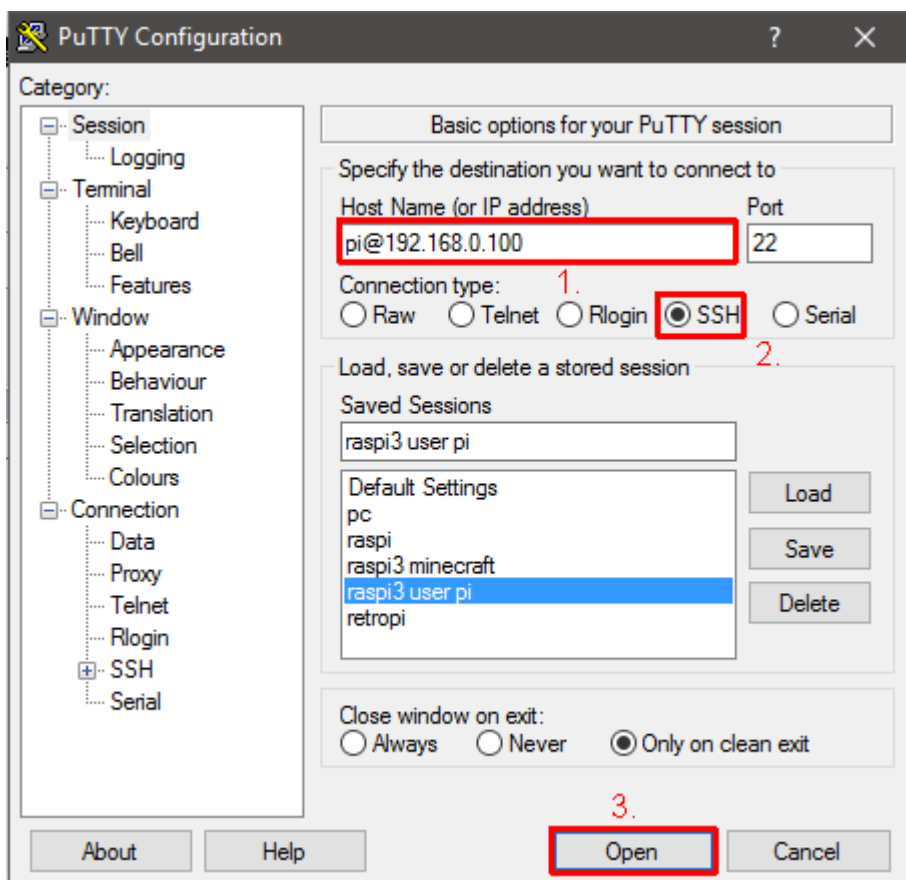 PuTTY Configuration
?
Category:
Session
Logging
Terminal
Keyboard
Bell
Features
Window
Appearance
Behaviour
Translation
Selection
Colours
Connection
Data
Proxy
Telnet
Rlogin
SSH
Serial
Basic options for your PuTTY session
Specify the destination you want to connect to
Host Name (or IP address) Port
pi@192.168.0.100 22
Connection type: 1.
Raw Telnet Rlogin SSH Serial
2.
Load, save or delete a stored session
Saved Sessions
raspi3 user pi
Default Settings
pc
raspi
raspi3 minecraft
raspi3 user pi
retropi
Load
Save
Delete
Close window on exit:
Always Never Only on clean exit
3.
About Help Open Cancel